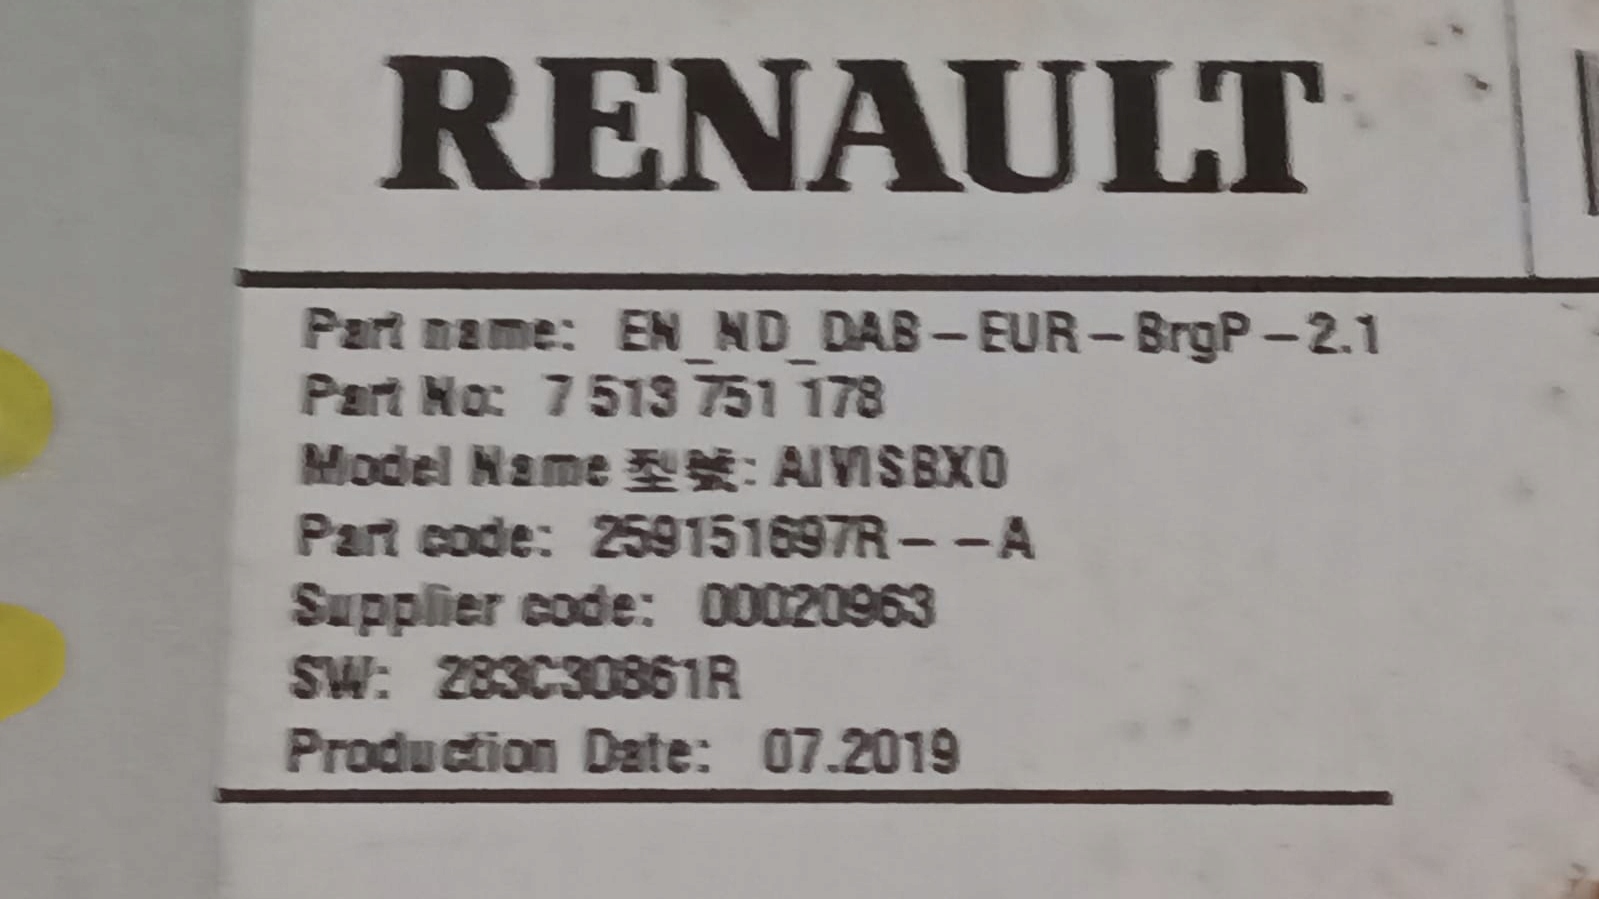 RENAULT
Part name: EN_ND_DAB-EUR-BrgP-2.1
Part No: 7 513 751 178
Model Name 型號: AIVISBXO
Part code: 259151697R--A
Supplier code: 00020963
SW: 283C30861R
Production Date: 07.2019